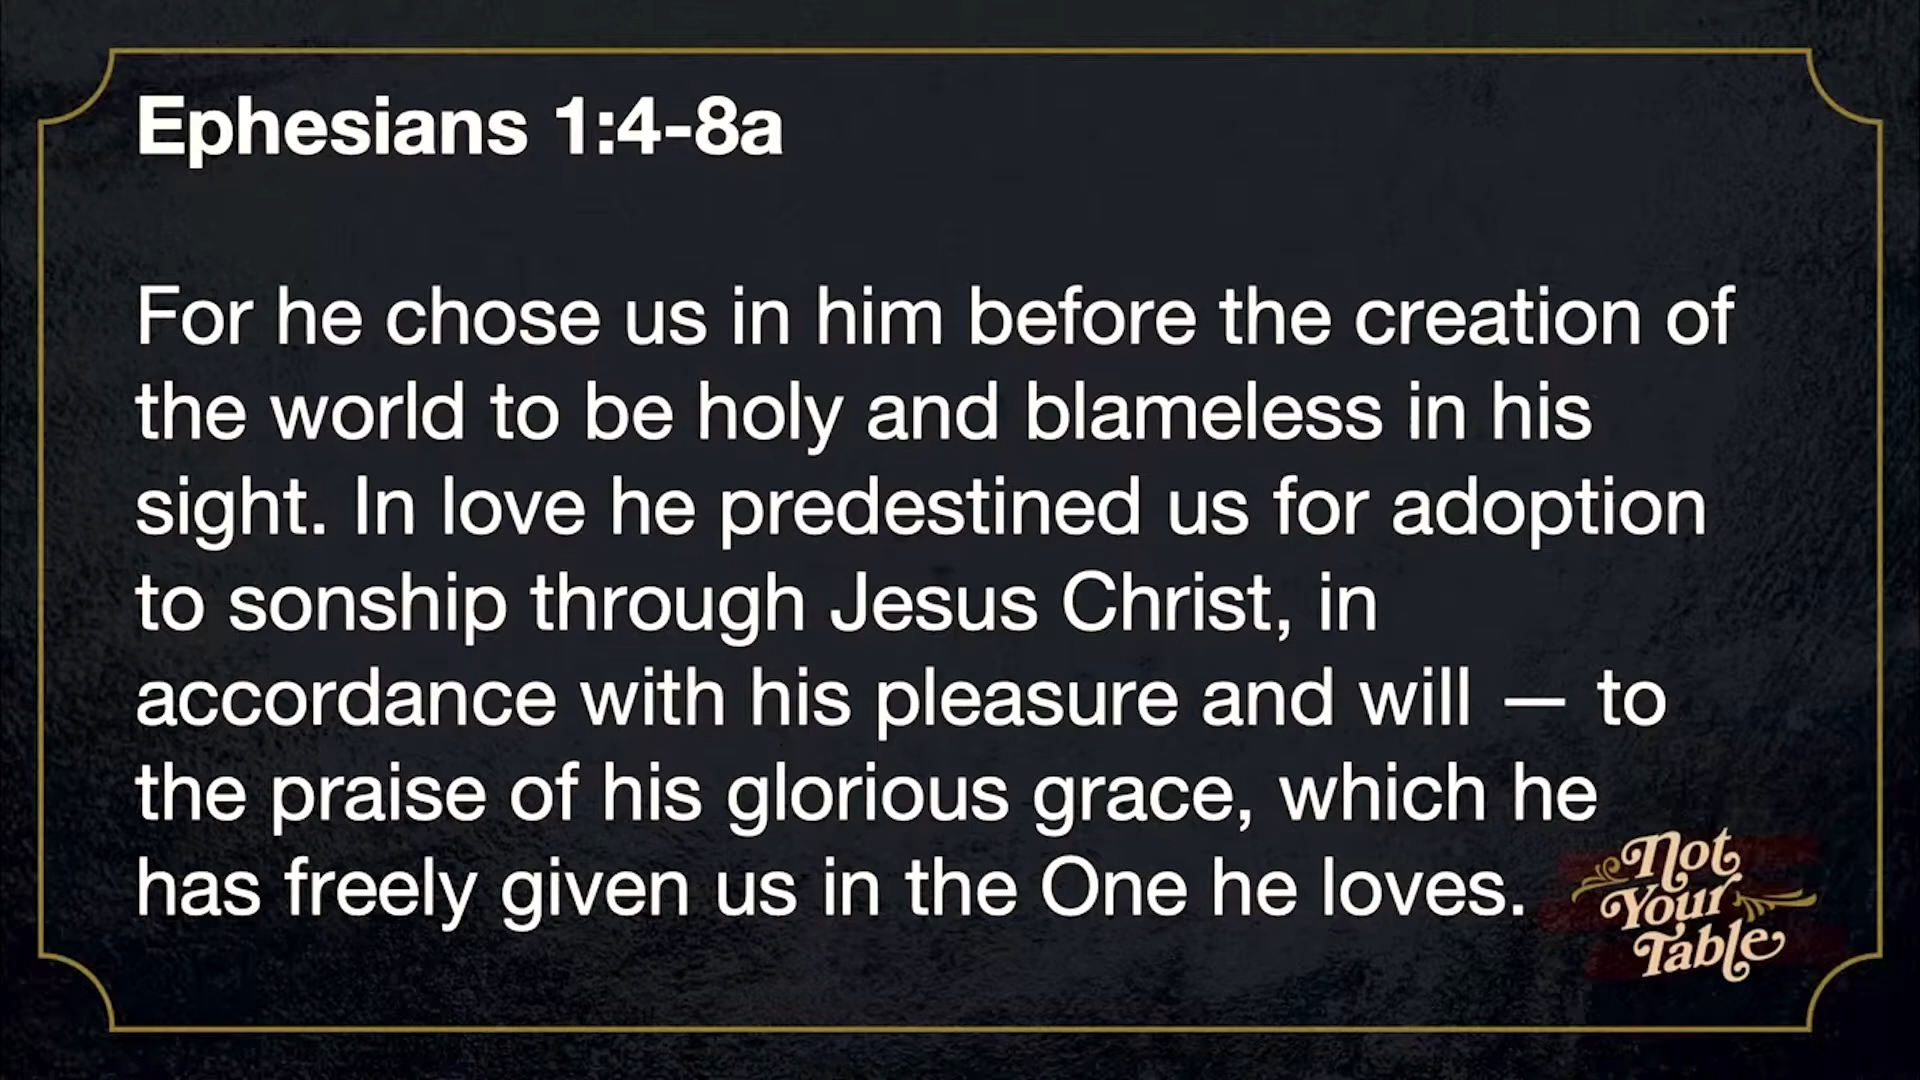 Ephesians 1:4-8a
For he chose us in him before the creation of
the world to be holy and blameless in his
sight. In love he predestined us for adoption
to sonship through Jesus Christ, in
accordance with his pleasure and will — to
the praise of his glorious grace, which he
has freely given us in the One he loves.
Not
Your
Table